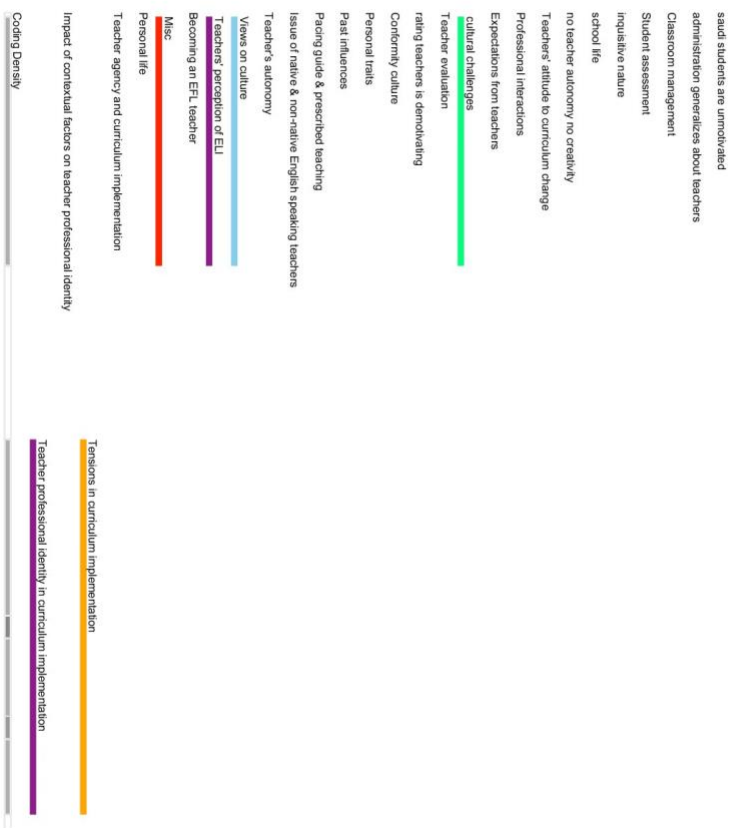 saudi students are unmotivated
administration generalizes about teachers
Classroom management
Student assessment
inquisitive nature
school life
no teacher autonomy no creativity
Teachers' attitude to curriculum change
Professional interactions
Expectations from teachers
cultural challenges
Teacher evaluation
rating teachers is demotivating
Conformity culture
Personal traits
Past influences
Pacing guide & prescribed teaching
Issue of native & non-native English speaking teachers
Teacher's autonomy
Views on culture
Teachers' perception of ELI
Becoming an EFL teacher
Misc
Personal life
Teacher agency and curriculum implementation
Tensions in curriculum implementation
Impact of contextual factors on teacher professional identity
Teacher professional identity in curriculum implementation
Coding Density